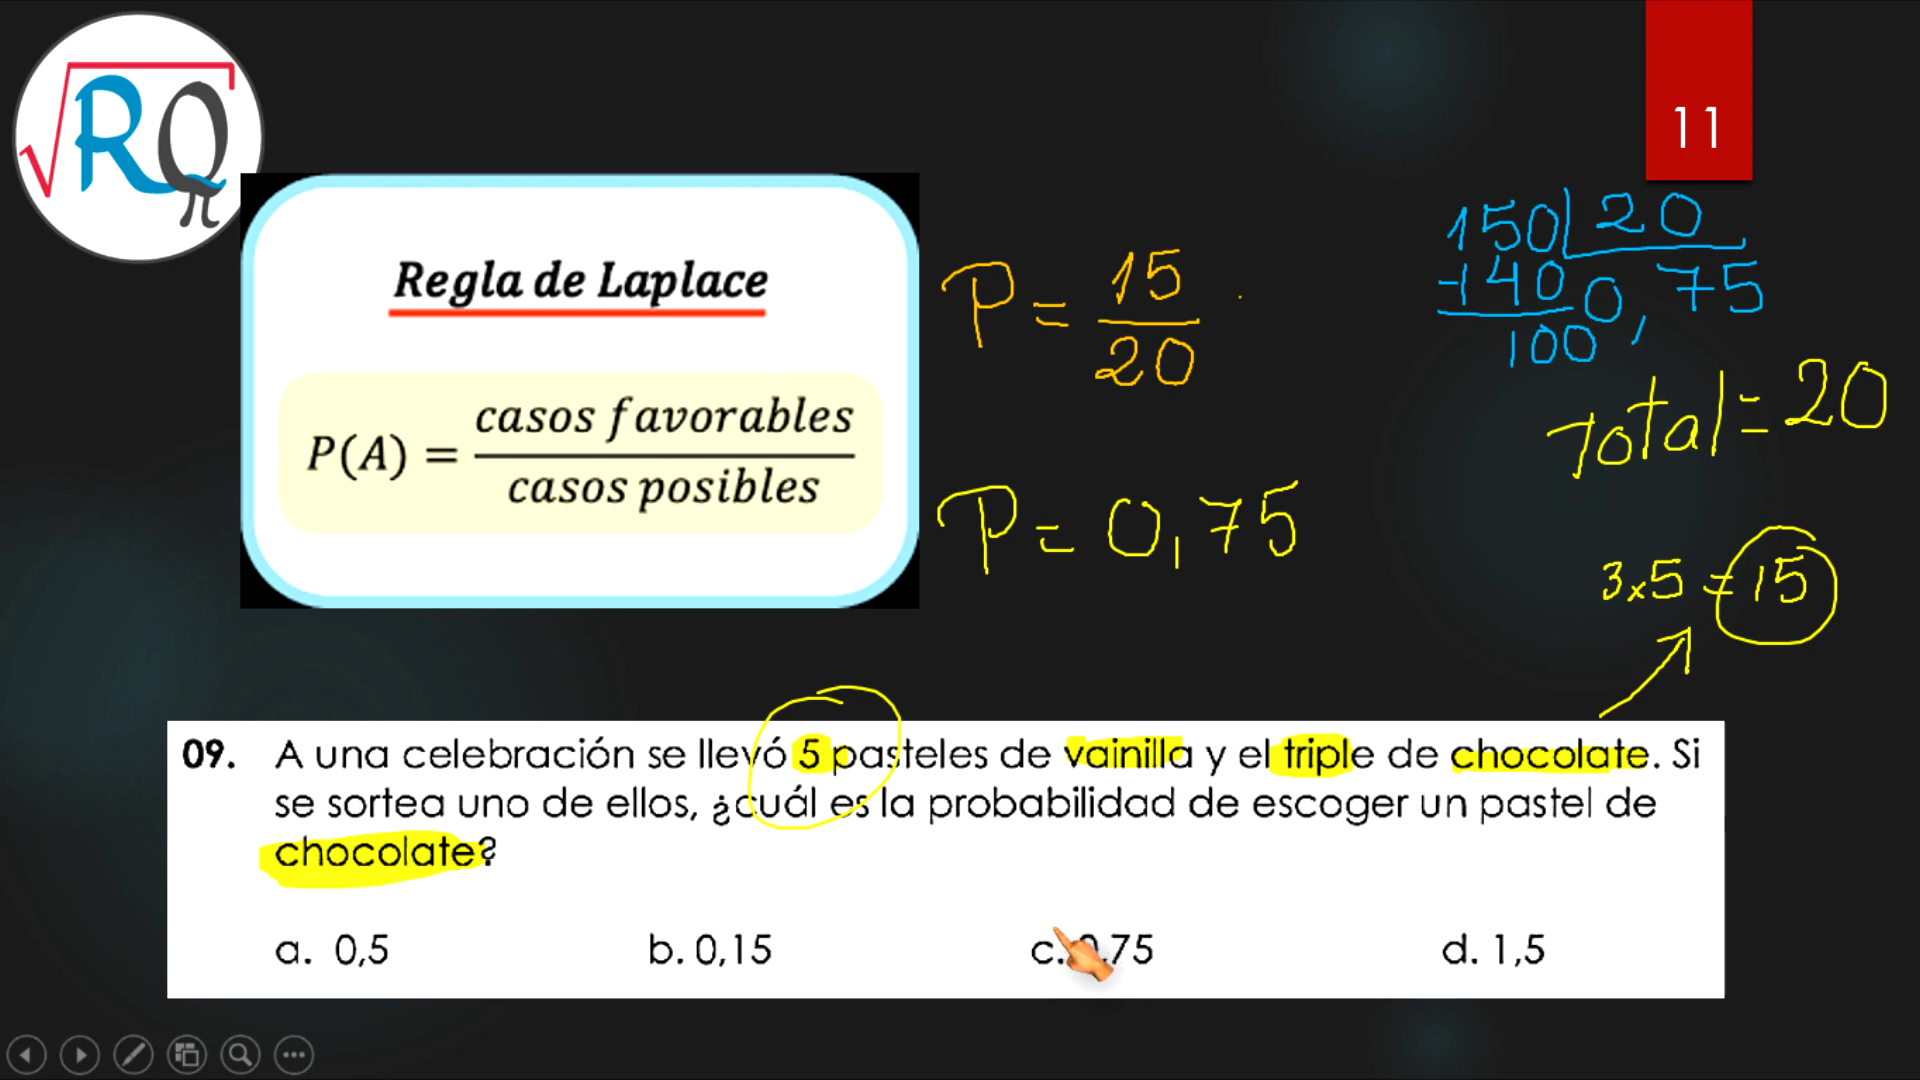 RQ
π
11
Regla de Laplace
P(A) = casos favorables / casos posibles
P = 15 / 20
P = 0,75
150 | 20
-140 0,75
100
Total = 20
3x5 = 15
09. A una celebración se llevó 5 pasteles de vainilla y el triple de chocolate. Si
se sortea uno de ellos, ¿cuál es la probabilidad de escoger un pastel de
chocolate?
a. 0,5
b. 0,15
c. 0,75
d. 1,5